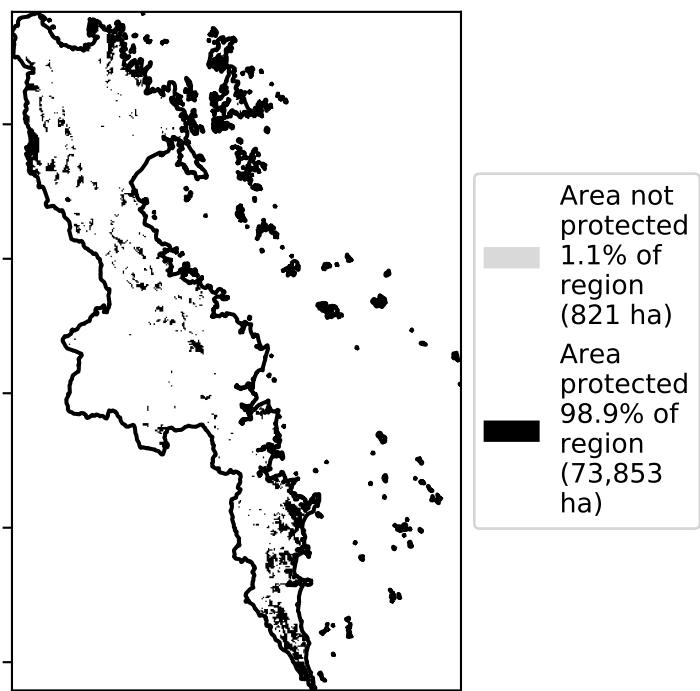 Area not
protected
1.1% of
region
(821 ha)
Area
protected
98.9% of
region
(73,853
ha)